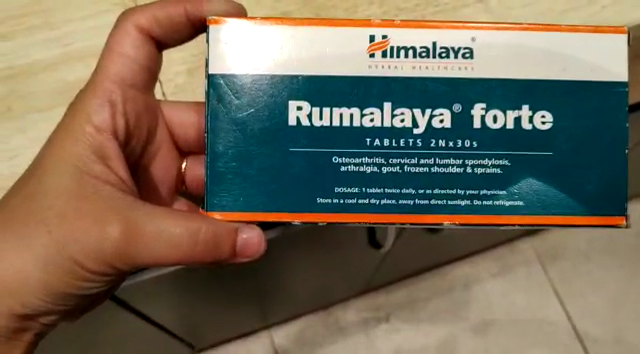 Himalaya®
HERBAL HEALTHCARE
Rumalaya® forte
TABLETS 2Nx30s
Osteoarthritis, cervical and lumbar spondylosis,
arthralgia, gout, frozen shoulder & sprains.
DOSAGE: 1 tablet twice daily, or as directed by your physician.
Store in a cool and dry place, away from direct sunlight. Do not refrigerate.